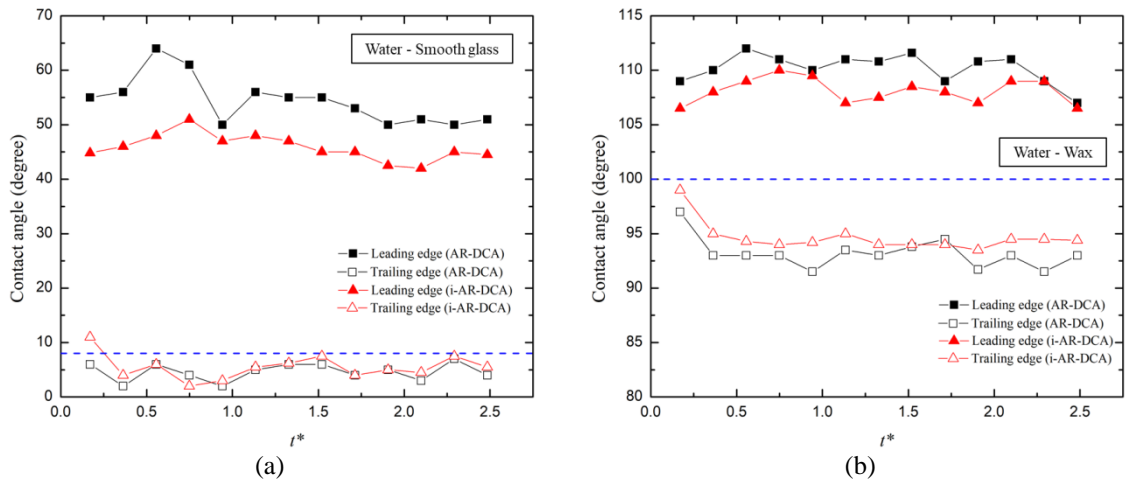 70
60
50
40
30
20
10
0
Contact angle (degree)
Water - Smooth glass
Leading edge (AR-DCA)
Trailing edge (AR-DCA)
Leading edge (i-AR-DCA)
Trailing edge (i-AR-DCA)
0.0 0.5 1.0 1.5 2.0 2.5
t*
(a)
115
110
105
100
95
90
85
80
Contact angle (degree)
Water - Wax
Leading edge (AR-DCA)
Trailing edge (AR-DCA)
Leading edge (i-AR-DCA)
Trailing edge (i-AR-DCA)
0.0 0.5 1.0 1.5 2.0 2.5
t*
(b)